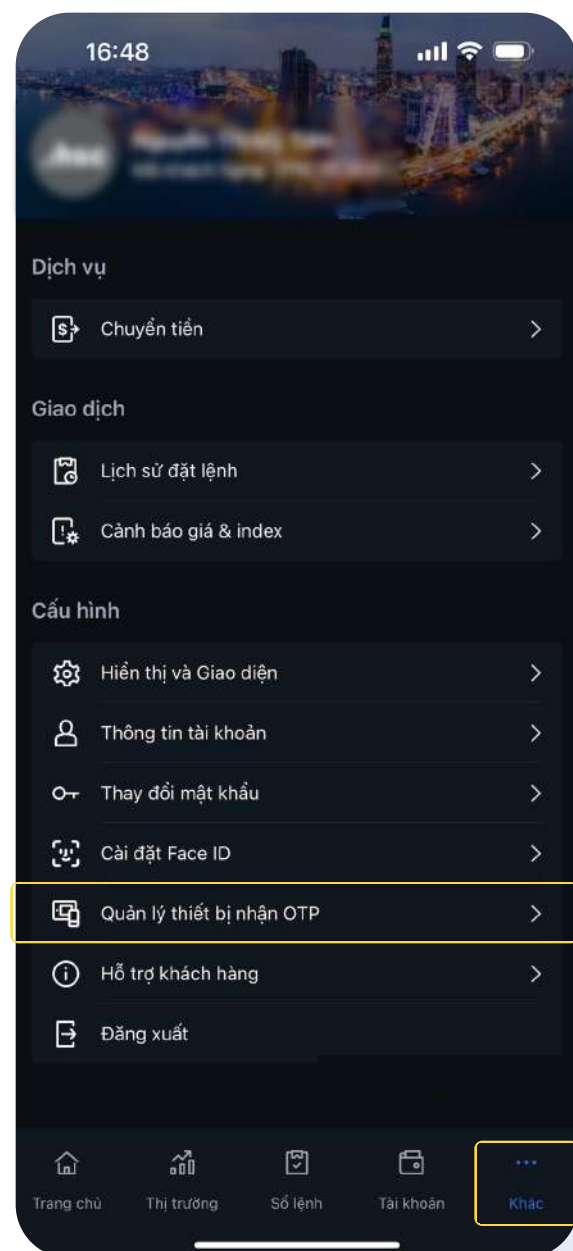 16:48
Dịch vụ
Chuyển tiền
Giao dịch
Lịch sử đặt lệnh
Cảnh báo giá & index
Cấu hình
Hiển thị và Giao diện
Thông tin tài khoản
Thay đổi mật khẩu
Cài đặt Face ID
Quản lý thiết bị nhận OTP
Hỗ trợ khách hàng
Đăng xuất
Trang chủ Thị trường Sổ lệnh Tài khoản Khác